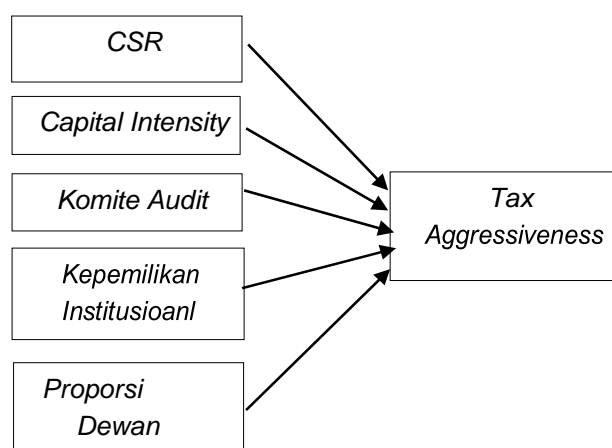 CSR
Capital Intensity
Komite Audit
Kepemilikan
Institusioanl
Proporsi
Dewan
Tax
Aggressiveness